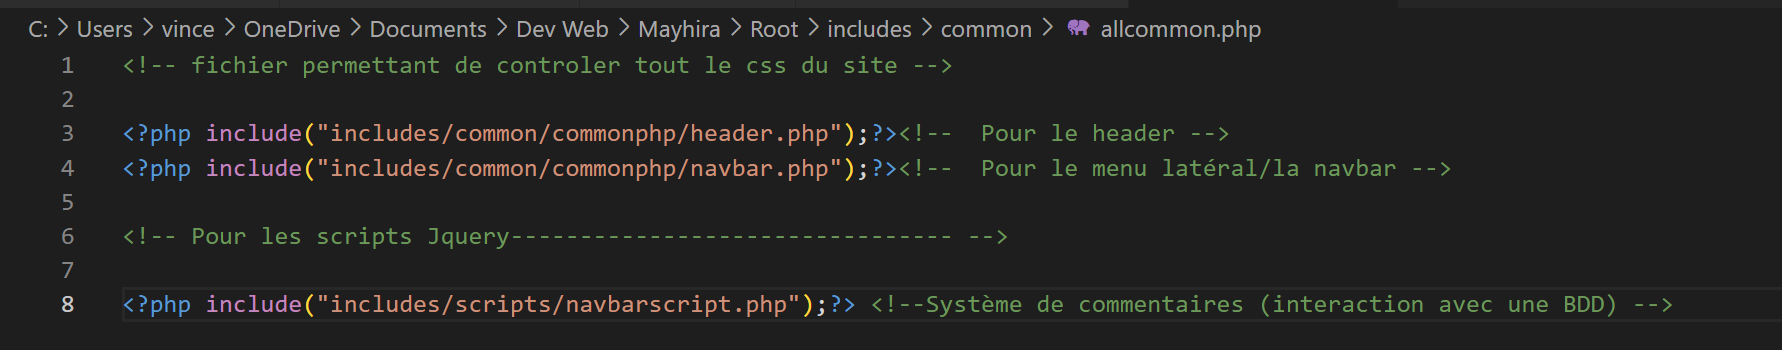 C: > Users > vince > OneDrive > Documents > Dev Web > Mayhira > Root > includes > common > allcommon.php
1 <!-- fichier permettant de controler tout le css du site -->
2
3 <?php include("includes/common/commonphp/header.php");?><!--  Pour le header -->
4 <?php include("includes/common/commonphp/navbar.php");?><!--  Pour le menu latéral/la navbar -->
5
6 <!-- Pour les scripts Jquery-------------------------------- -->
7
8 <?php include("includes/scripts/navbarscript.php");?> <!--Système de commentaires (interaction avec une BDD) -->